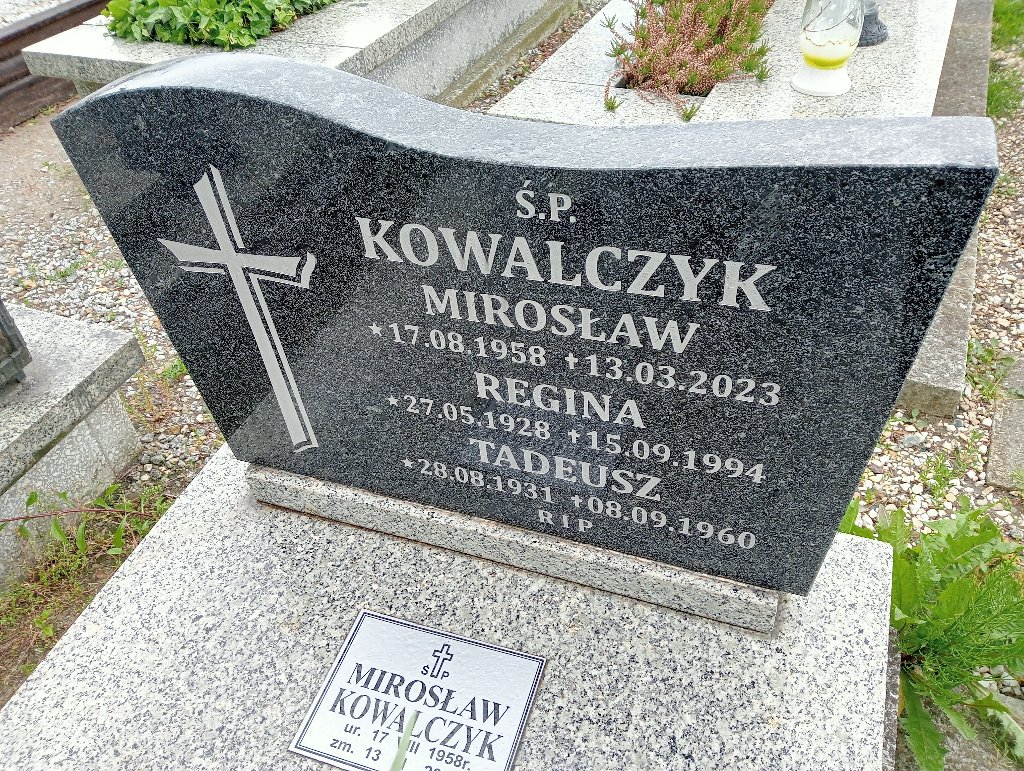 Ś.P.
KOWALCZYK
MIROSŁAW
★17.08.1958 ✝13.03.2023
REGINA
★27.05.1928 ✝15.09.1994
TADEUSZ
★28.08.1931 ✝08.09.1960
R I P
Ś P
MIROSŁAW
KOWALCZYK
ur. 17 1958r.
zm. 13